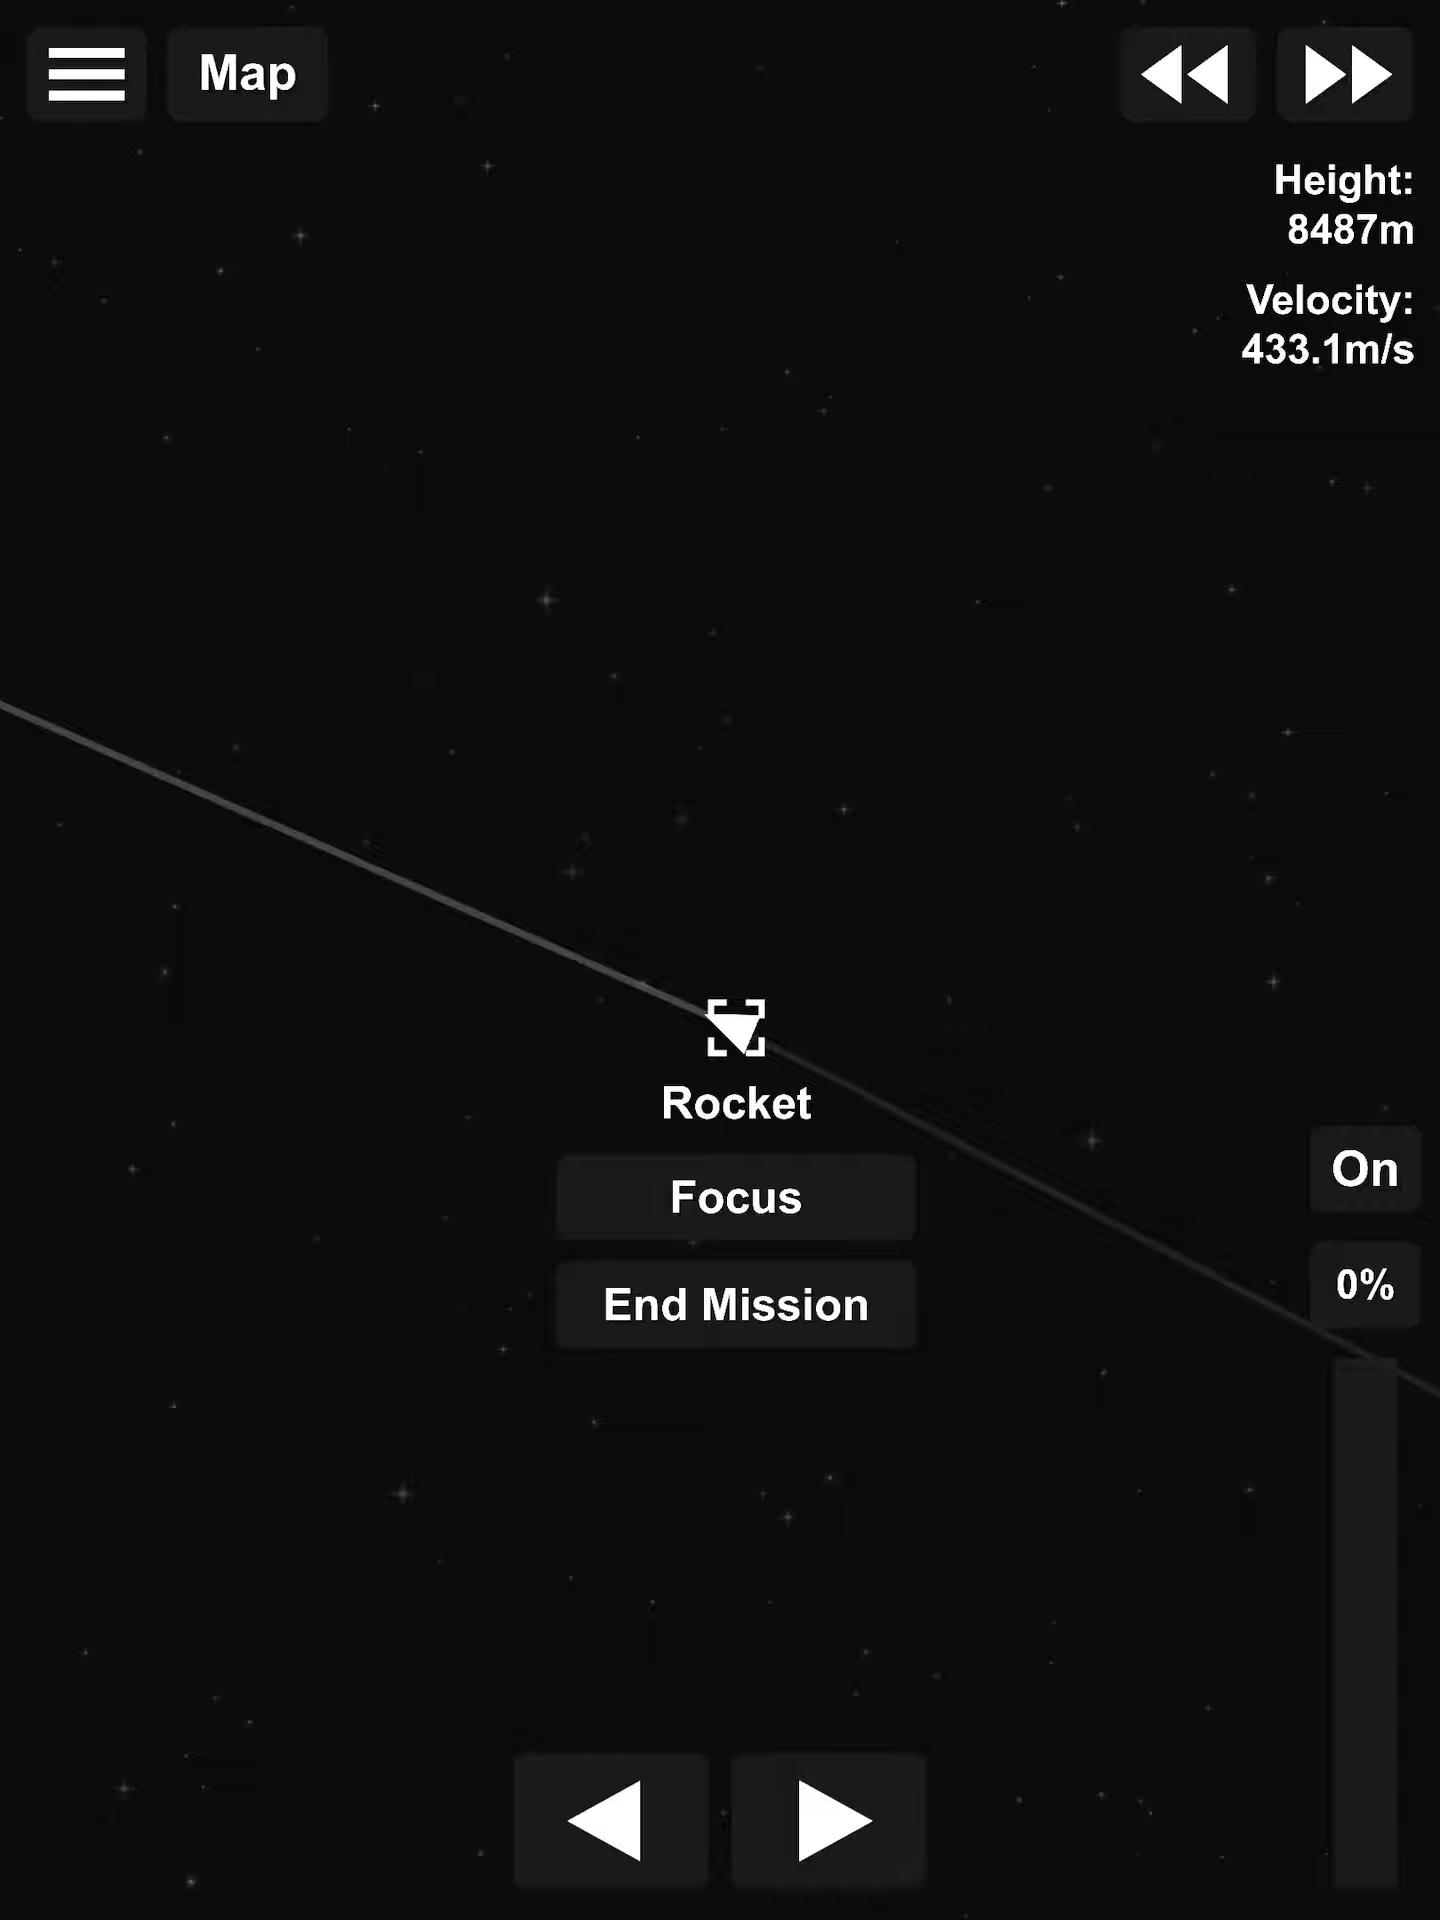 Map
Height:
8487m
Velocity:
433.1m/s
Rocket
Focus
End Mission
On
0%